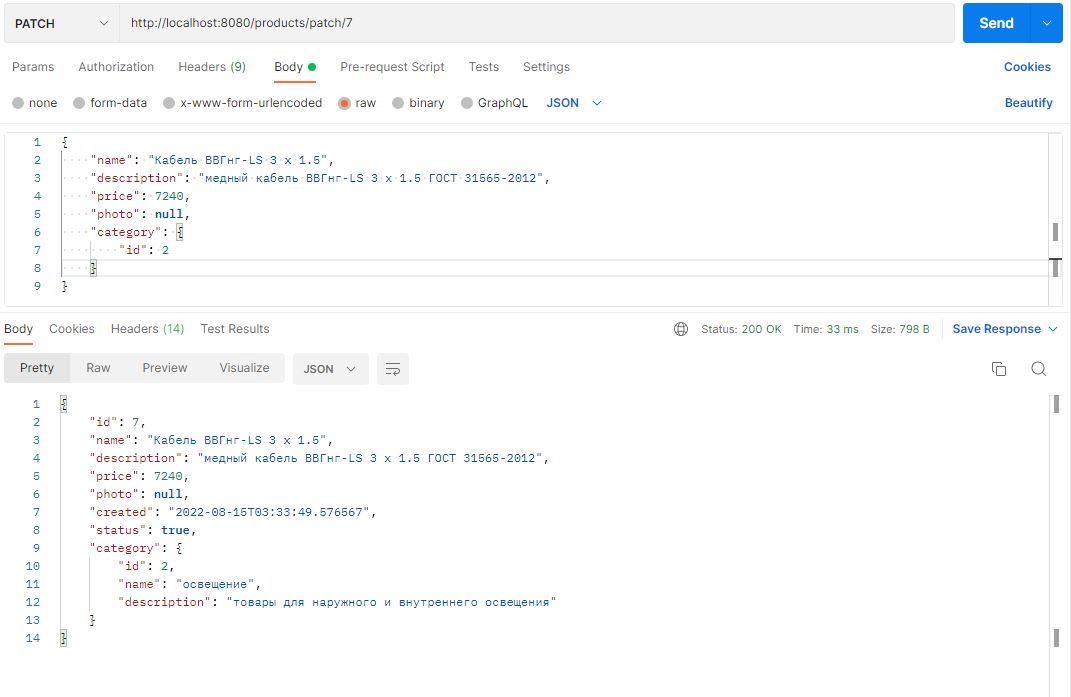 PATCH http://localhost:8080/products/patch/7 Send
Params Authorization Headers (9) Body Pre-request Script Tests Settings Cookies
none form-data x-www-form-urlencoded raw binary GraphQL JSON Beautify
1 {
2 "name": "Кабель ВВГнг-LS 3 x 1.5",
3 "description": "медный кабель ВВГнг-LS 3 x 1.5 ГОСТ 31565-2012",
4 "price": 7240,
5 "photo": null,
6 "category": {
7 "id": 2
8 }
9 }
Body Cookies Headers (14) Test Results Status: 200 OK Time: 33 ms Size: 798 B Save Response
Pretty Raw Preview Visualize JSON
1 {
2 "id": 7,
3 "name": "Кабель ВВГнг-LS 3 x 1.5",
4 "description": "медный кабель ВВГнг-LS 3 x 1.5 ГОСТ 31565-2012",
5 "price": 7240,
6 "photo": null,
7 "created": "2022-08-15T03:33:49.576567",
8 "status": true,
9 "category": {
10 "id": 2,
11 "name": "освещение",
12 "description": "товары для наружного и внутреннего освещения"
13 }
14 }